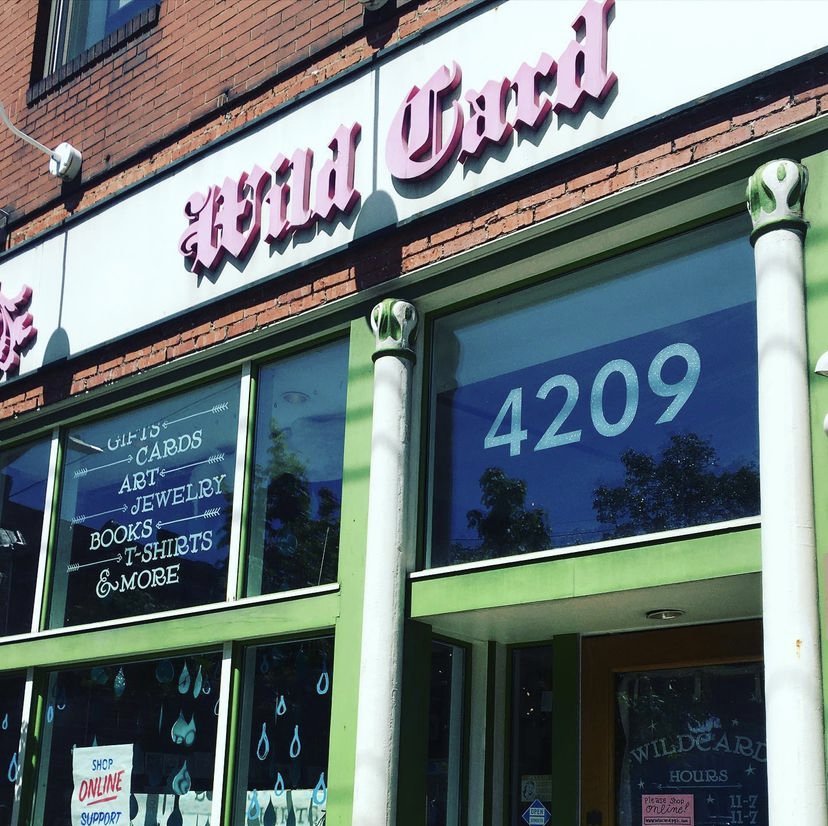 Wild Card
4209
GIFTS
CARDS
ART
JEWELRY
BOOKS
T-SHIRTS
& MORE
SHOP
ONLINE
SUPPORT
WILDCARD
HOURS
11-7
11-7
Please Shop
Online!
OPEN